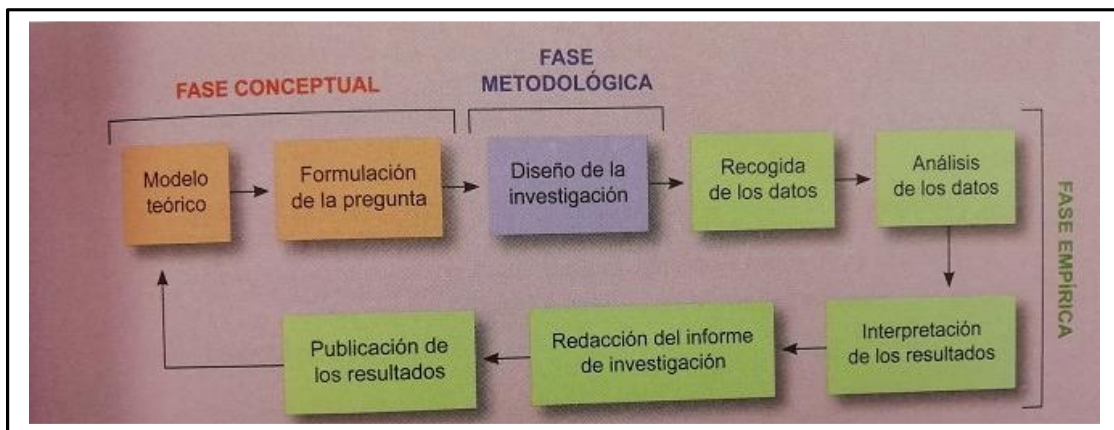 FASE CONCEPTUAL
FASE
METODOLÓGICA
Modelo
teórico
Formulación
de la pregunta
Diseño de la
investigación
Recogida
de los datos
Análisis
de los datos
FASE EMPÍRICA
Interpretación
de los resultados
Redacción del informe
de investigación
Publicación de
los resultados